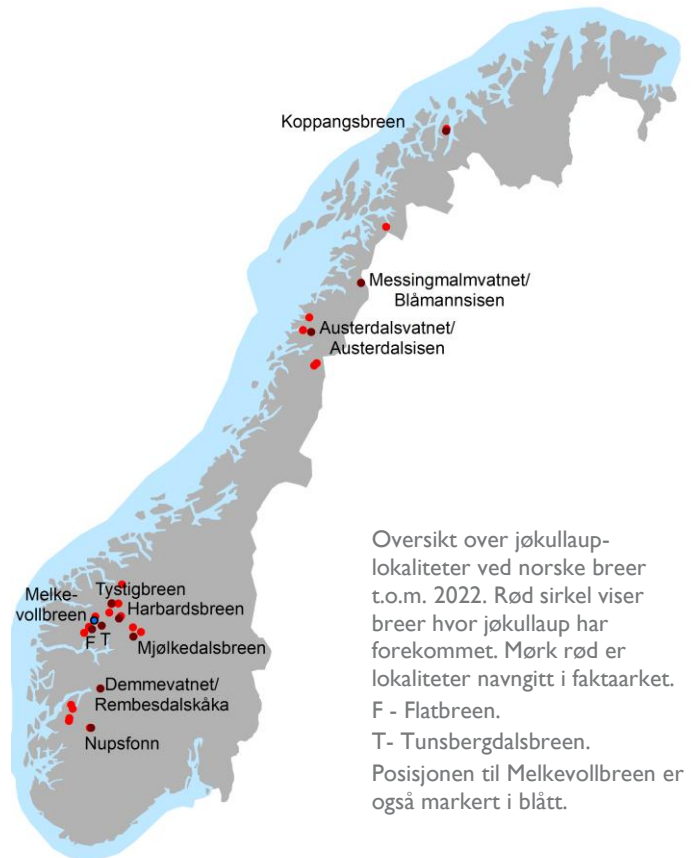 Koppangsbreen
Messingmalmvatnet/
Blåmannsisen
Austerdalsvatnet/
Austerdalsisen
Melke-
vollbreen
Tystigbreen
Harbardsbreen
F T
Mjølkedalsbreen
Demmevatnet/
Rembesdalskåka
Nupsfonn
Oversikt over jøkullaup-
lokaliteter ved norske breer
t.o.m. 2022. Rød sirkel viser
breer hvor jøkullaup har
forekommet. Mørk rød er
lokaliteter navngitt i faktaarket.
F - Flatbreen.
T- Tunsbergdalsbreen.
Posisjonen til Melkevollbreen er
også markert i blått.